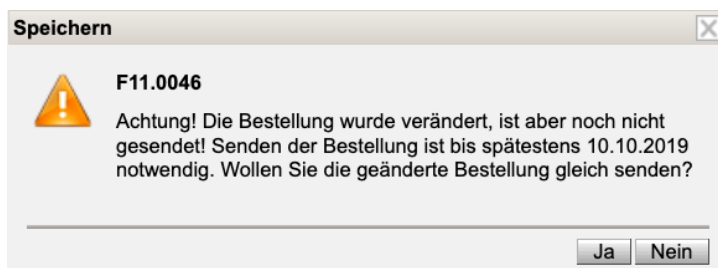 Speichern
F11.0046
Achtung! Die Bestellung wurde verändert, ist aber noch nicht
gesendet! Senden der Bestellung ist bis spätestens 10.10.2019
notwendig. Wollen Sie die geänderte Bestellung gleich senden?
Ja Nein